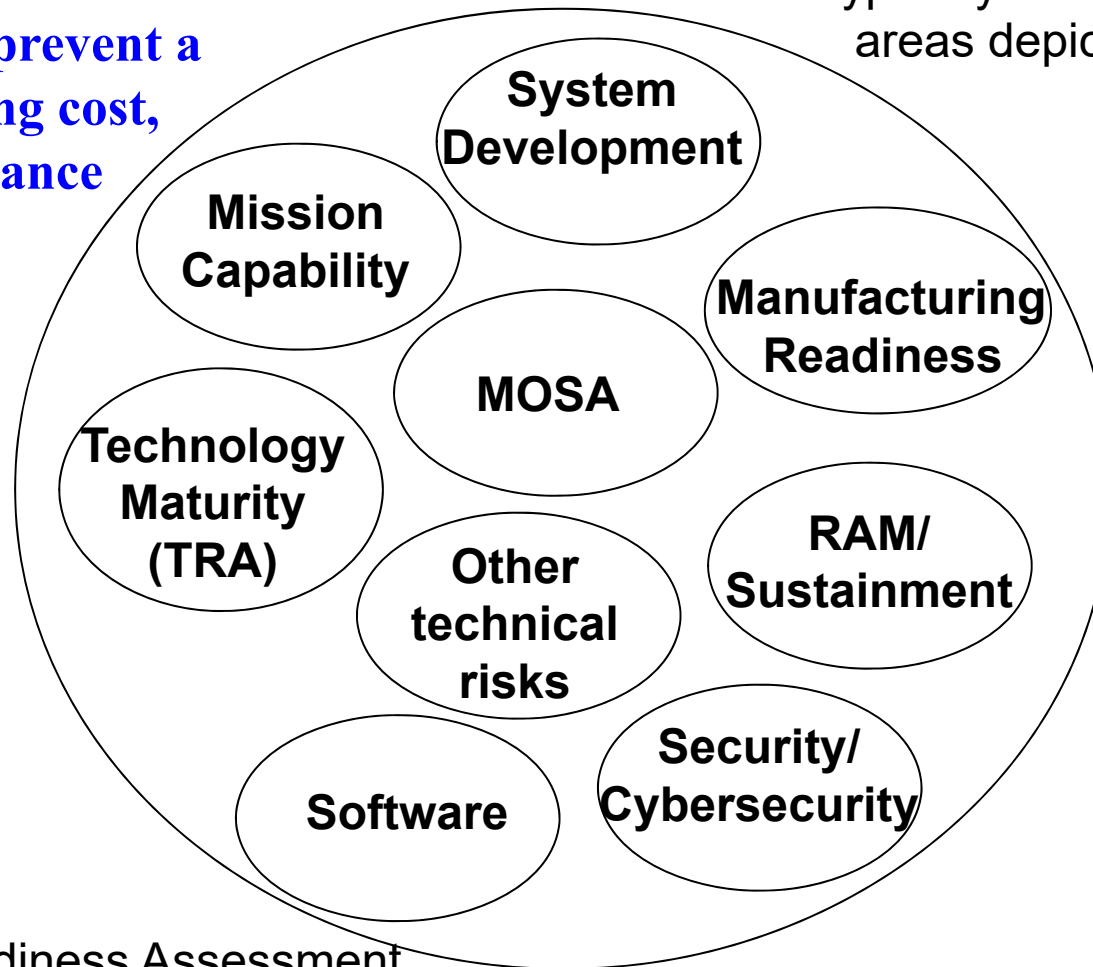 prevent a
ng cost,
ance
areas depic
System
Development
Mission
Capability
Manufacturing
Readiness
MOSA
Technology
Maturity
(TRA)
RAM/
Sustainment
Other
technical
risks
Security/
Cybersecurity
Software
diness Assessment